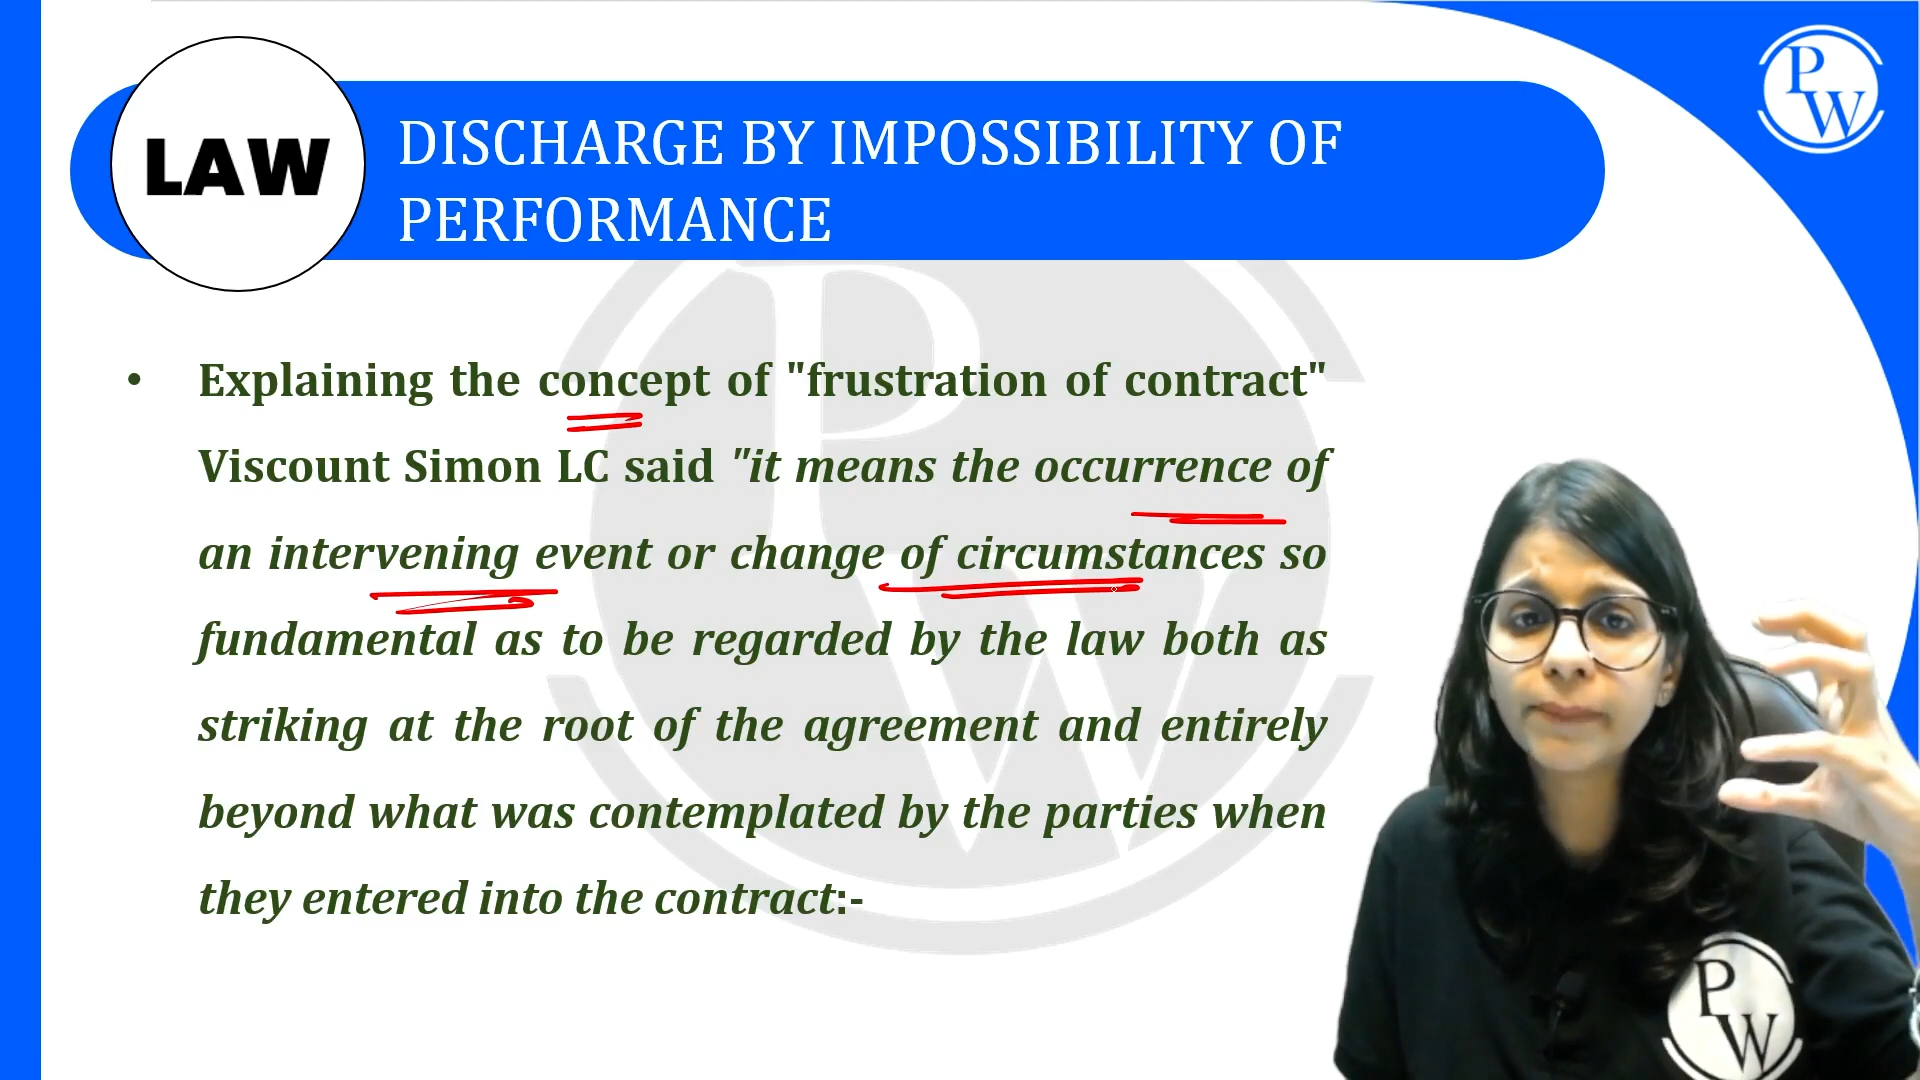 LAW
DISCHARGE BY IMPOSSIBILITY OF
PERFORMANCE
PW
• Explaining the concept of "frustration of contract"
Viscount Simon LC said "it means the occurrence of
an intervening event or change of circumstances so
fundamental as to be regarded by the law both as
striking at the root of the agreement and entirely
beyond what was contemplated by the parties when
they entered into the contract:-
PW
PW